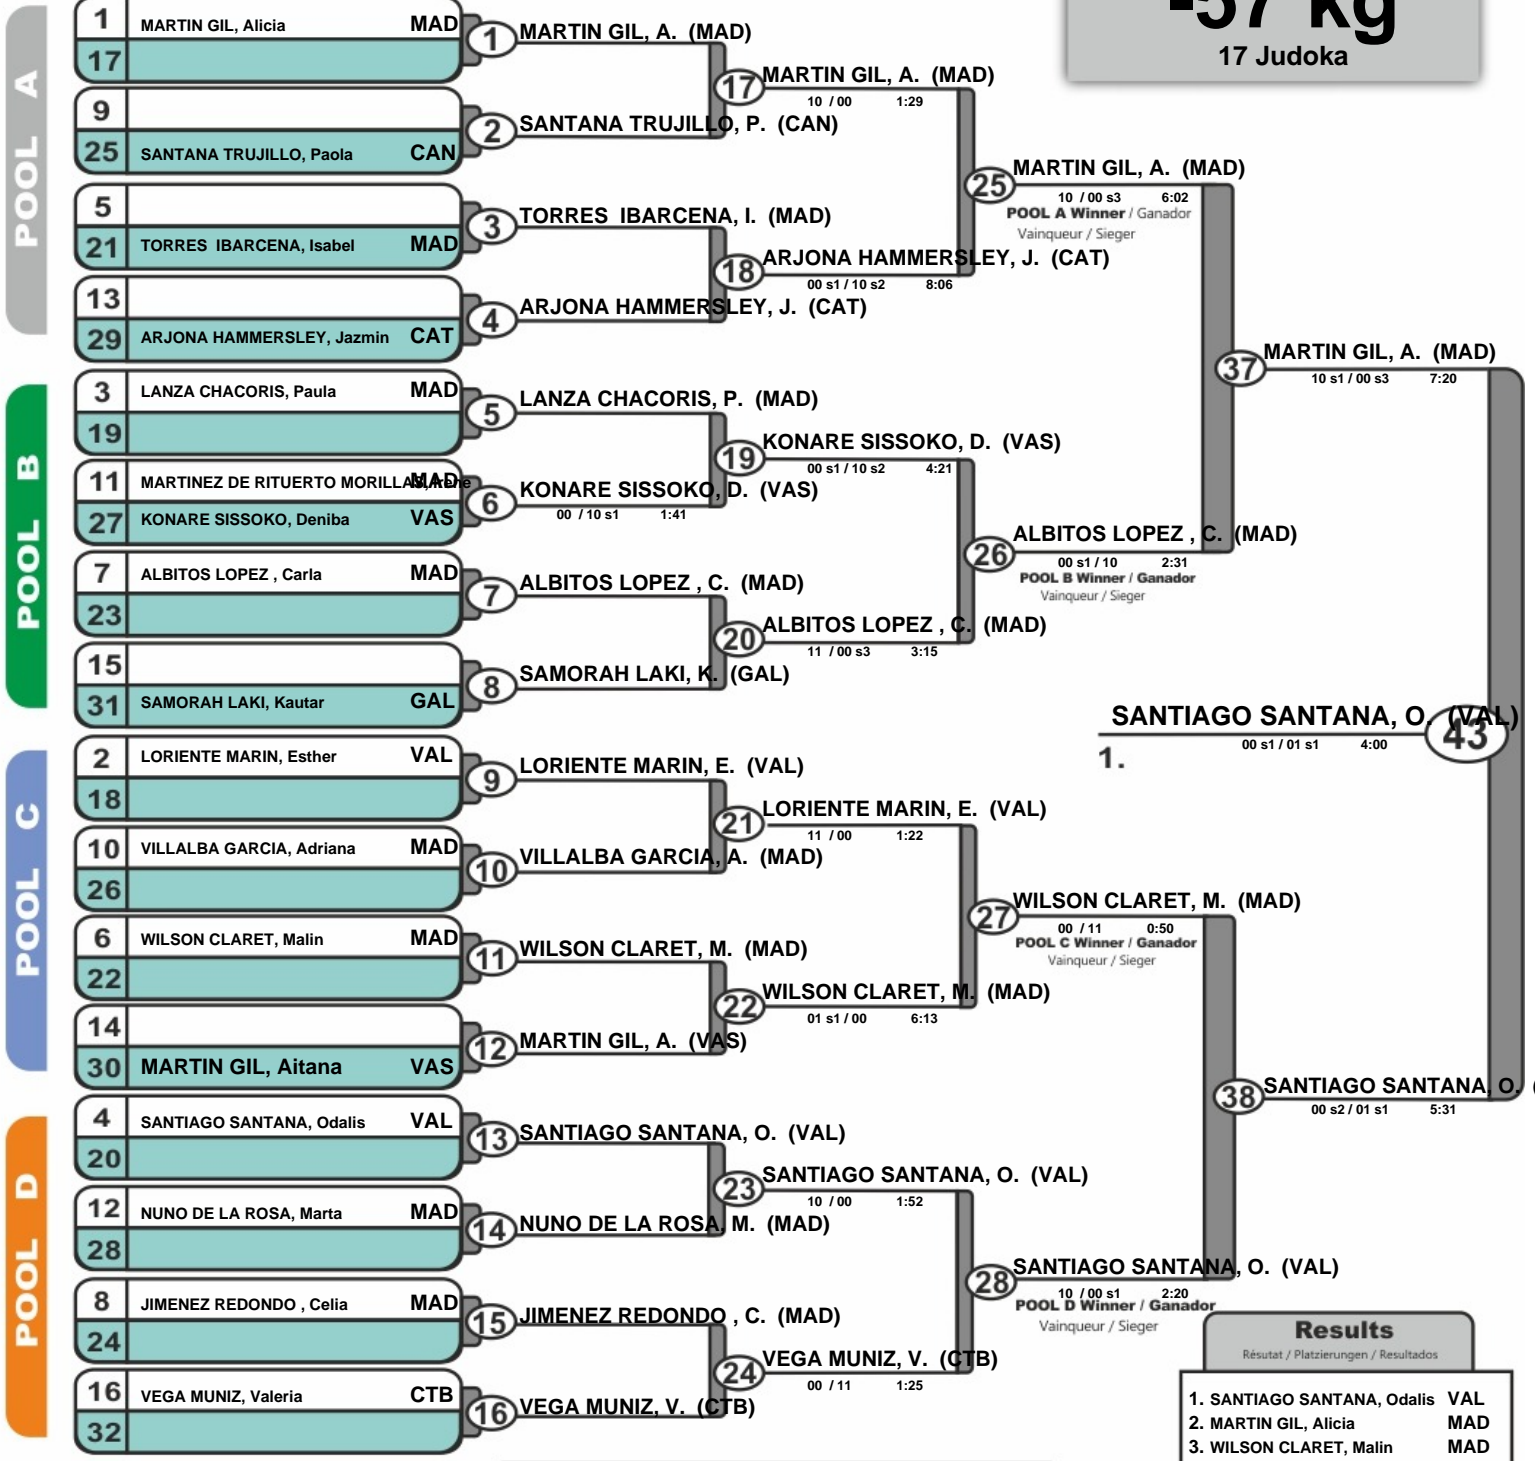 -57 kg
17 Judoka
POOL A
1 MARTIN GIL, Alicia MAD
17
9
25 SANTANA TRUJILLO, Paola CAN
5
21 TORRES IBARCENA, Isabel MAD
13
29 ARJONA HAMMERSLEY, Jazmin CAT
POOL B
3 LANZA CHACORIS, Paula MAD
19
11 MARTINEZ DE RITUERTO MORILLAS, Irene MAD
27 KONARE SISSOKO, Deniba VAS
7 ALBITOS LOPEZ , Carla MAD
23
15
31 SAMORAH LAKI, Kautar GAL
POOL C
2 LORIENTE MARIN, Esther VAL
18
10 VILLALBA GARCIA, Adriana MAD
26
6 WILSON CLARET, Malin MAD
22
14
30 MARTIN GIL, Aitana VAS
POOL D
4 SANTIAGO SANTANA, Odalis VAL
20
12 NUNO DE LA ROSA, Marta MAD
28
8 JIMENEZ REDONDO , Celia MAD
24
16 VEGA MUNIZ, Valeria CTB
32
1 MARTIN GIL, A. (MAD)
2 SANTANA TRUJILLO, P. (CAN)
3 TORRES IBARCENA, I. (MAD)
4 ARJONA HAMMERSLEY, J. (CAT)
5 LANZA CHACORIS, P. (MAD)
6 KONARE SISSOKO, D. (VAS)
00 / 10 s1 1:41
7 ALBITOS LOPEZ , C. (MAD)
8 SAMORAH LAKI, K. (GAL)
9 LORIENTE MARIN, E. (VAL)
10 VILLALBA GARCIA, A. (MAD)
11 WILSON CLARET, M. (MAD)
12 MARTIN GIL, A. (VAS)
13 SANTIAGO SANTANA, O. (VAL)
14 NUNO DE LA ROSA, M. (MAD)
15 JIMENEZ REDONDO , C. (MAD)
16 VEGA MUNIZ, V. (CTB)
17 MARTIN GIL, A. (MAD)
10 / 00 1:29
18 ARJONA HAMMERSLEY, J. (CAT)
00 s1 / 10 s2 8:06
19 KONARE SISSOKO, D. (VAS)
00 s1 / 10 s2 4:21
20 ALBITOS LOPEZ , C. (MAD)
11 / 00 s3 3:15
21 LORIENTE MARIN, E. (VAL)
11 / 00 1:22
22 WILSON CLARET, M. (MAD)
01 s1 / 00 6:13
23 SANTIAGO SANTANA, O. (VAL)
10 / 00 1:52
24 VEGA MUNIZ, V. (CTB)
00 / 11 1:25
25 MARTIN GIL, A. (MAD)
10 / 00 s3 6:02
POOL A Winner / Ganador
Vainqueur / Sieger
26 ALBITOS LOPEZ , C. (MAD)
00 s1 / 10 2:31
POOL B Winner / Ganador
Vainqueur / Sieger
27 WILSON CLARET, M. (MAD)
00 / 11 0:50
POOL C Winner / Ganador
Vainqueur / Sieger
28 SANTIAGO SANTANA, O. (VAL)
10 / 00 s1 2:20
POOL D Winner / Ganador
Vainqueur / Sieger
37 MARTIN GIL, A. (MAD)
10 s1 / 00 s3 7:20
38 SANTIAGO SANTANA, O. (
00 s2 / 01 s1 5:31
SANTIAGO SANTANA, O. (VAL)
43
00 s1 / 01 s1 4:00
1.
Results
Résutat / Platzierungen / Resultados
1. SANTIAGO SANTANA, Odalis VAL
2. MARTIN GIL, Alicia MAD
3. WILSON CLARET, Malin MAD